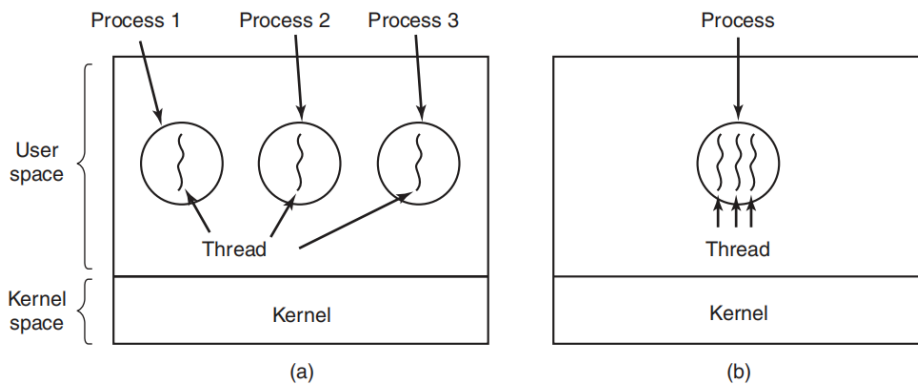 Process 1 Process 2 Process 3 Process
User
space
Thread Thread
Kernel
space
Kernel Kernel
(a) (b)